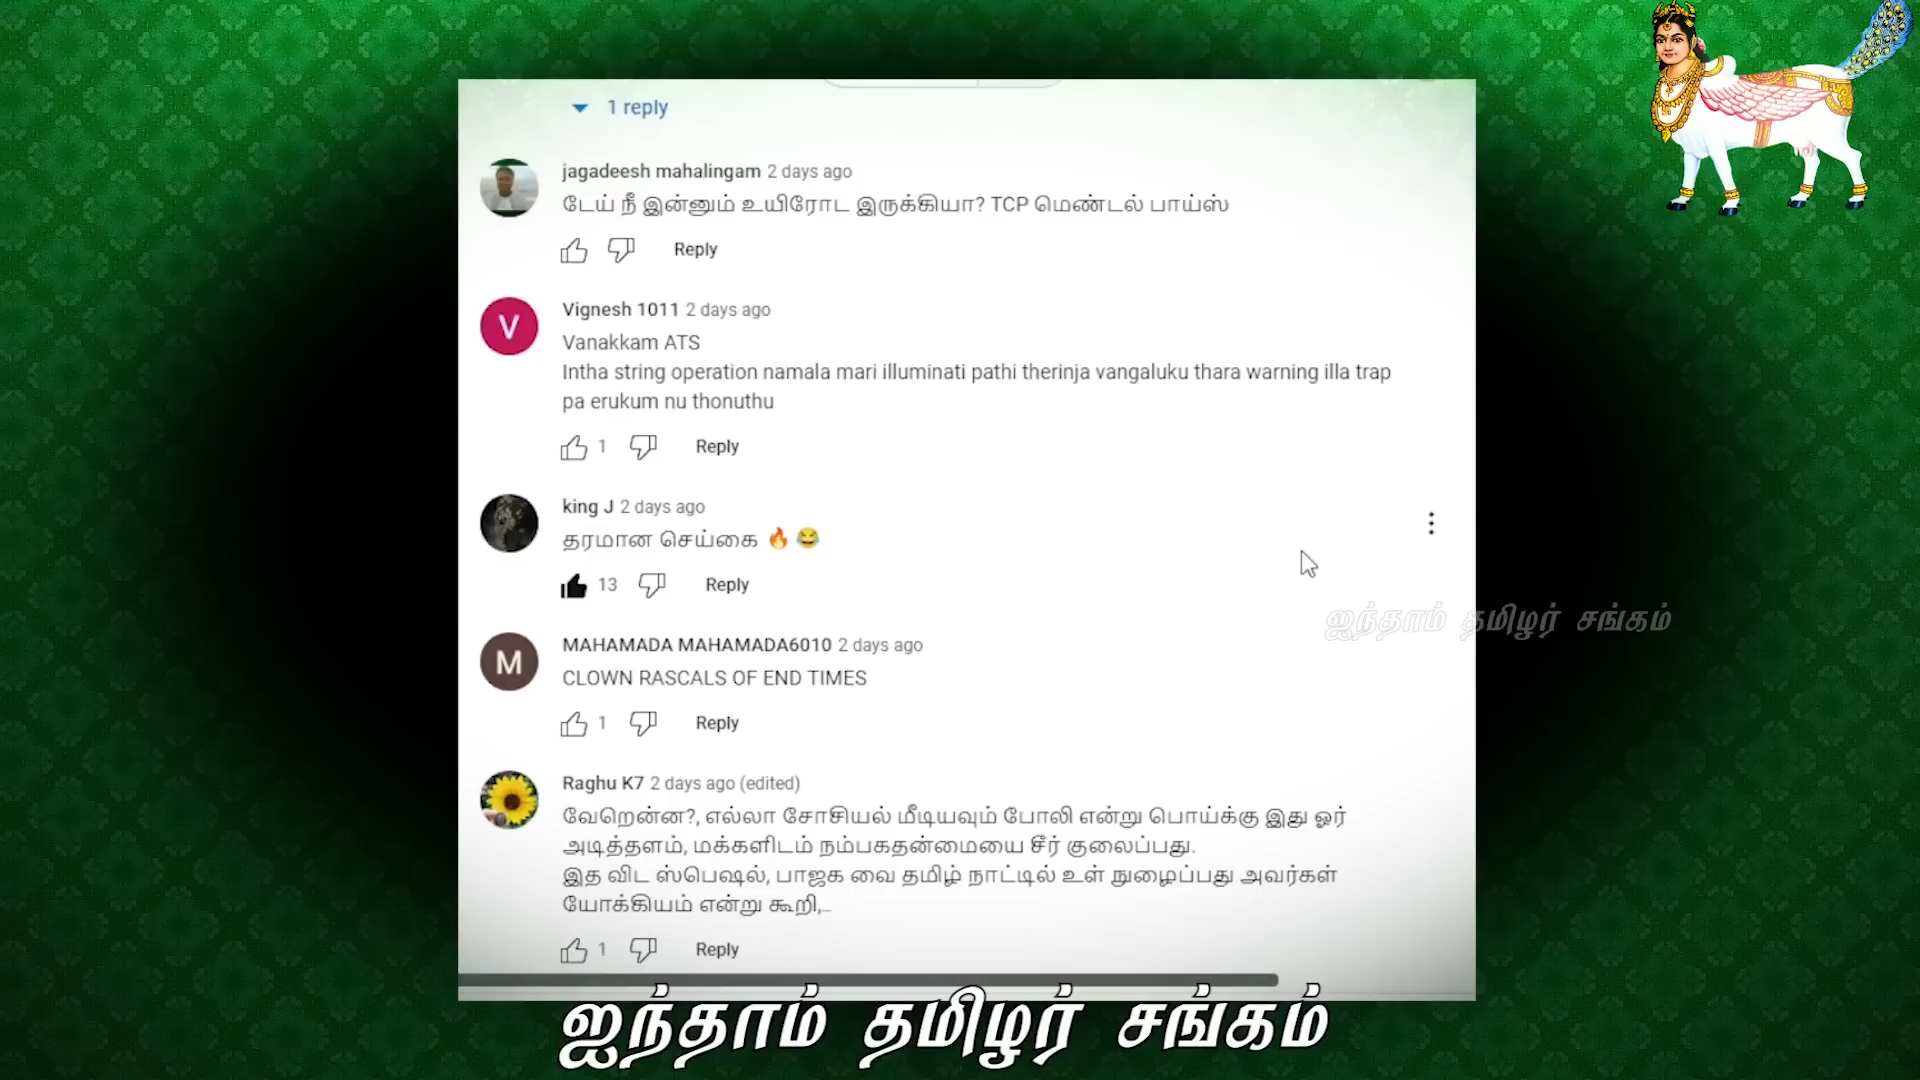 1 reply
jagadeesh mahalingam 2 days ago
டேய் நீ இன்னும் உயிரோட இருக்கியா? TCP மெண்டல் பாய்ஸ்
Reply
V
Vignesh 1011 2 days ago
Vanakkam ATS
Intha string operation namala mari illuminati pathi therinja vangaluku thara warning illa trap
pa erukum nu thonuthu
1 Reply
king J 2 days ago
தரமான செய்கை 🔥 😂
13 Reply
ஐந்தாம் தமிழர் சங்கம்
M
MAHAMADA MAHAMADA6010 2 days ago
CLOWN RASCALS OF END TIMES
1 Reply
Raghu K7 2 days ago (edited)
வேறென்ன?, எல்லா சோசியல் மீடியவும் போலி என்று பொய்க்கு இது ஓர்
அடித்தளம், மக்களிடம் நம்பகதன்மையை சீர் குலைப்பது.
இத விட ஸ்பெஷல், பாஜக வை தமிழ் நாட்டில் உள் நுழைப்பது அவர்கள்
யோக்கியம் என்று கூறி,...
1 Reply
ஐந்தாம் தமிழர் சங்கம்